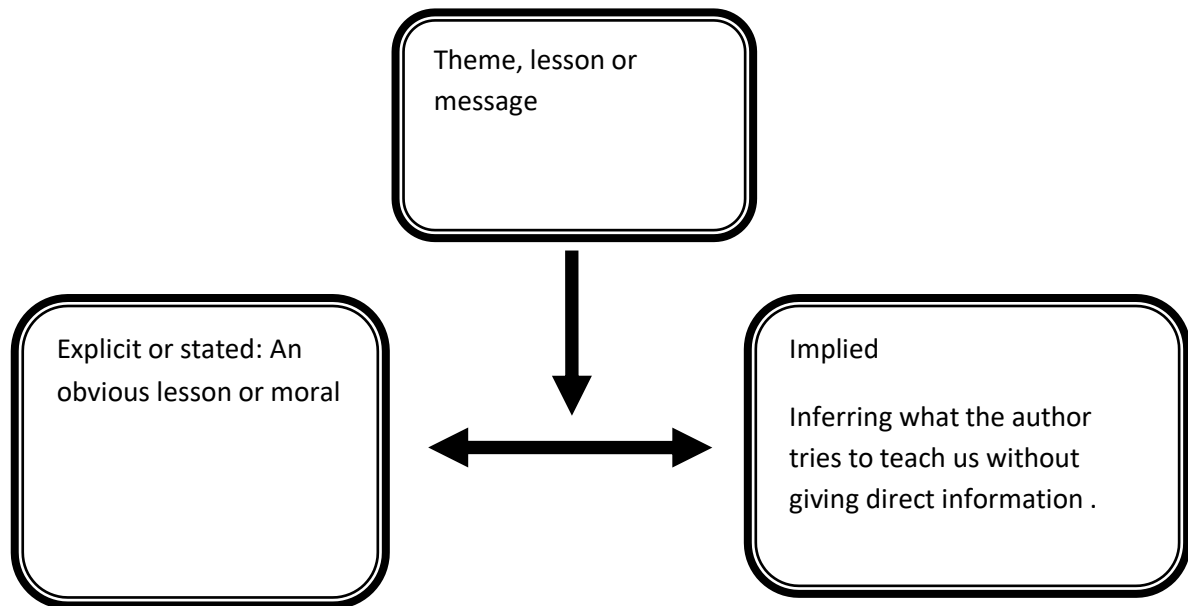 Theme, lesson or
message
Explicit or stated: An
obvious lesson or moral
Implied
Inferring what the author
tries to teach us without
giving direct information .